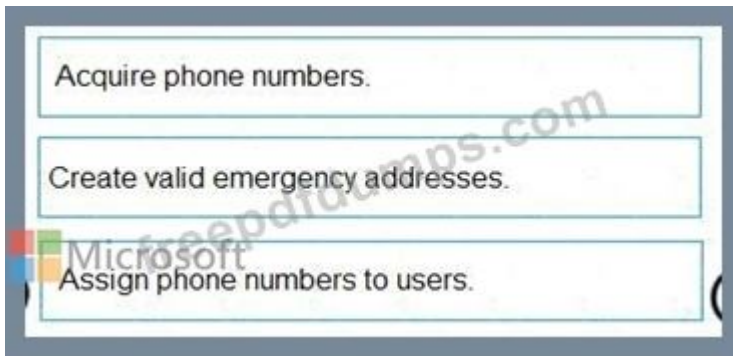 Acquire phone numbers.
freepdfdumps.com
Create valid emergency addresses.
Microsoft
Assign phone numbers to users.